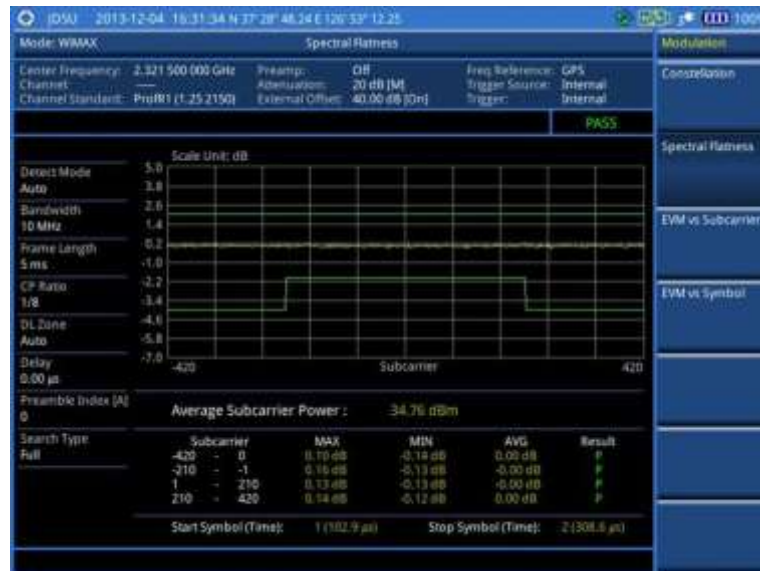 JDSU 2013-12-04 16:31:34 N 37° 28" 48.24 E 126° 53" 12.25 100%
Mode: WiMAX Spectral Flatness Modulation
Center Frequency: 2.321 500 000 GHz Preamp: Off Freq Reference: GPS
Channel: ---- Attenuation: 20 dB [M] Trigger Source: Internal
Channel Standard: Prof81 (1.25 2150) External Offset: 40.00 dB [On] Trigger: Internal
PASS
Constellation
Spectral Flatness
EVM vs Subcarrier
EVM vs Symbol
Detect Mode
Auto
Bandwidth
10 MHz
Frame Length
5 ms
CP Ratio
1/8
DL Zone
Auto
Delay
0.00 µs
Preamble Index [A]
0
Search Type
Full
Scale Unit: dB
5.0
3.8
2.6
1.4
0.2
-1.0
-2.2
-3.4
-4.6
-5.8
-7.0
-420 Subcarrier 420
Average Subcarrier Power : 34.76 dBm
Subcarrier MAX MIN AVG Result
-420 - 0 0.10 dB -0.14 dB 0.00 dB P
-210 - -1 0.16 dB -0.13 dB -0.00 dB P
1 - 210 0.13 dB -0.13 dB -0.00 dB P
210 - 420 0.14 dB -0.12 dB 0.00 dB P
Start Symbol (Time): 1 (102.9 µs) Stop Symbol (Time): 2 (308.6 µs)